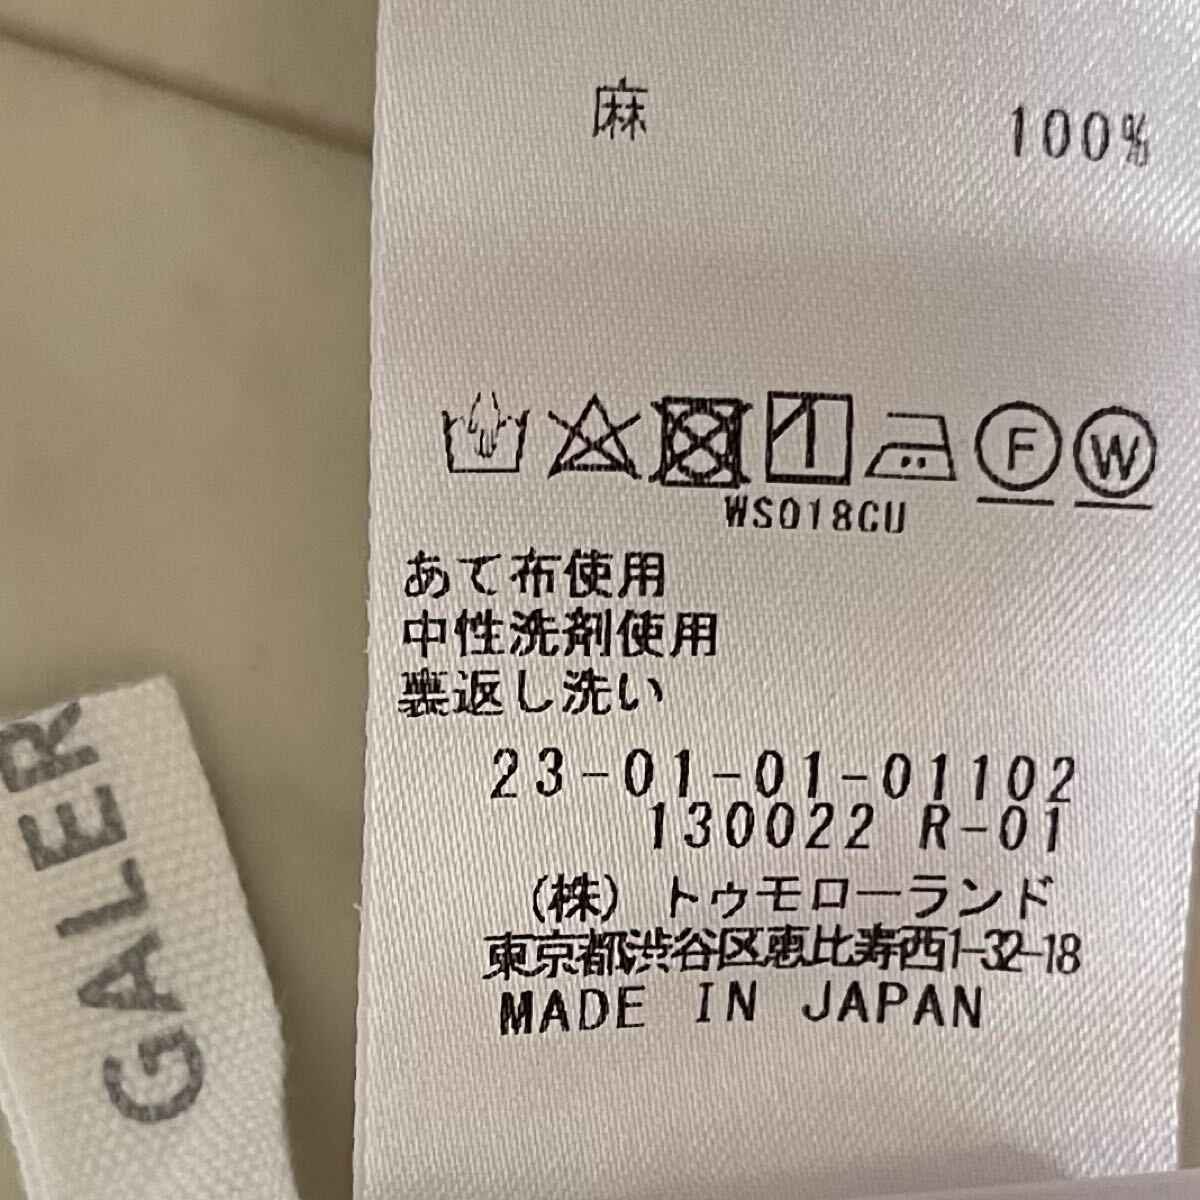 麻 100%
F W
WS018CU
あて布使用
中性洗剤使用
裏返し洗い
23-01-01-01102
130022 R-01
(株) トゥモローランド
東京都渋谷区恵比寿西1-32-18
MADE IN JAPAN
GALER